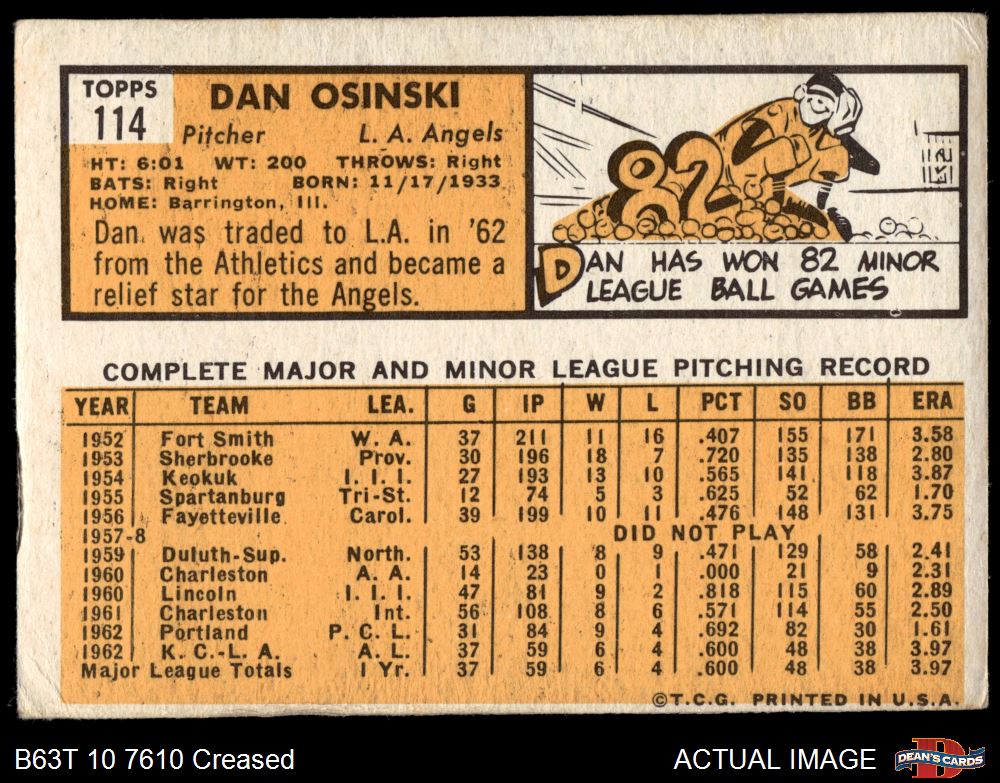 TOPPS
114
DAN OSINSKI
Pitcher L. A. Angels
HT: 6:01 WT: 200 THROWS: Right
BATS: Right BORN: 11/17/1933
HOME: Barrington, Ill.
Dan was traded to L.A. in '62
from the Athletics and became a
relief star for the Angels.
82
DAN HAS WON 82 MINOR
LEAGUE BALL GAMES
COMPLETE MAJOR AND MINOR LEAGUE PITCHING RECORD
YEAR TEAM LEA. G IP W L PCT SO BB ERA
1952 Fort Smith W. A. 37 211 11 16 .407 155 171 3.58
1953 Sherbrooke Prov. 30 196 18 7 .720 135 138 2.80
1954 Keokuk I. I. I. 27 193 13 10 .565 141 118 3.87
1955 Spartanburg Tri-St. 12 74 5 3 .625 52 62 1.70
1956 Fayetteville Carol. 39 199 10 11 .476 148 131 3.75
1957-8 DID NOT PLAY
1959 Duluth-Sup. North. 53 138 8 9 .471 129 58 2.41
1960 Charleston A. A. 14 23 0 1 .000 21 9 2.31
1960 Lincoln I. I. I. 47 81 9 2 .818 115 60 2.89
1961 Charleston Int. 56 108 8 6 .571 114 55 2.50
1962 Portland P. C. L. 31 84 9 4 .692 82 30 1.61
1962 K. C.-L. A. A. L. 37 59 6 4 .600 48 38 3.97
Major League Totals 1 Yr. 37 59 6 4 .600 48 38 3.97
©T.C.G. PRINTED IN U.S.A.
B63T 10 7610 Creased
ACTUAL IMAGE
D
DEAN'S CARDS